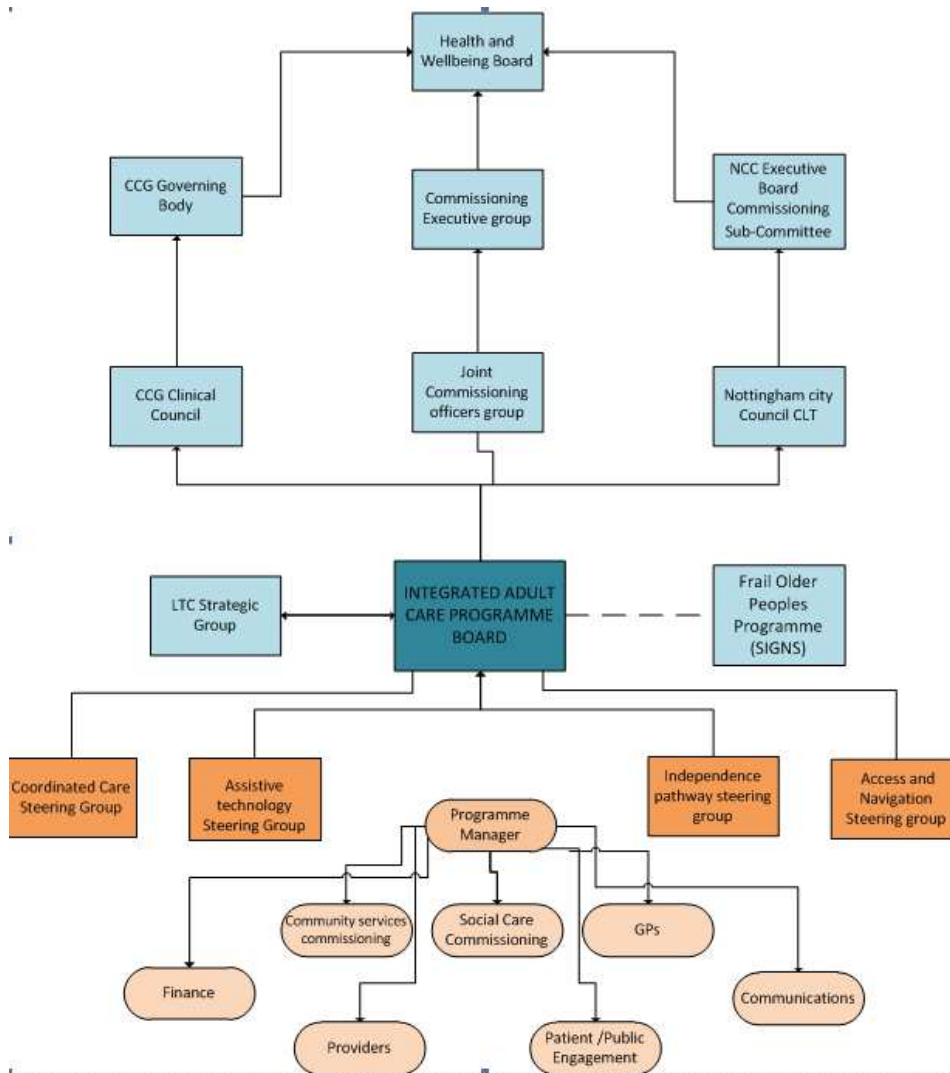 Health and
Wellbeing Board
CCG Governing
Body
Commissioning
Executive group
NCC Executive
Board
Commissioning
Sub-Committee
CCG Clinical
Council
Joint
Commissioning
officers group
Nottingham city
Council CLT
LTC Strategic
Group
INTEGRATED ADULT
CARE PROGRAMME
BOARD
Frail Older
Peoples
Programme
(SIGNS)
Coordinated Care
Steering Group
Assistive
technology
Steering Group
Independence
pathway steering
group
Access and
Navigation
Steering group
Programme
Manager
Community services
commissioning
Social Care
Commissioning
GPs
Finance
Communications
Providers
Patient /Public
Engagement